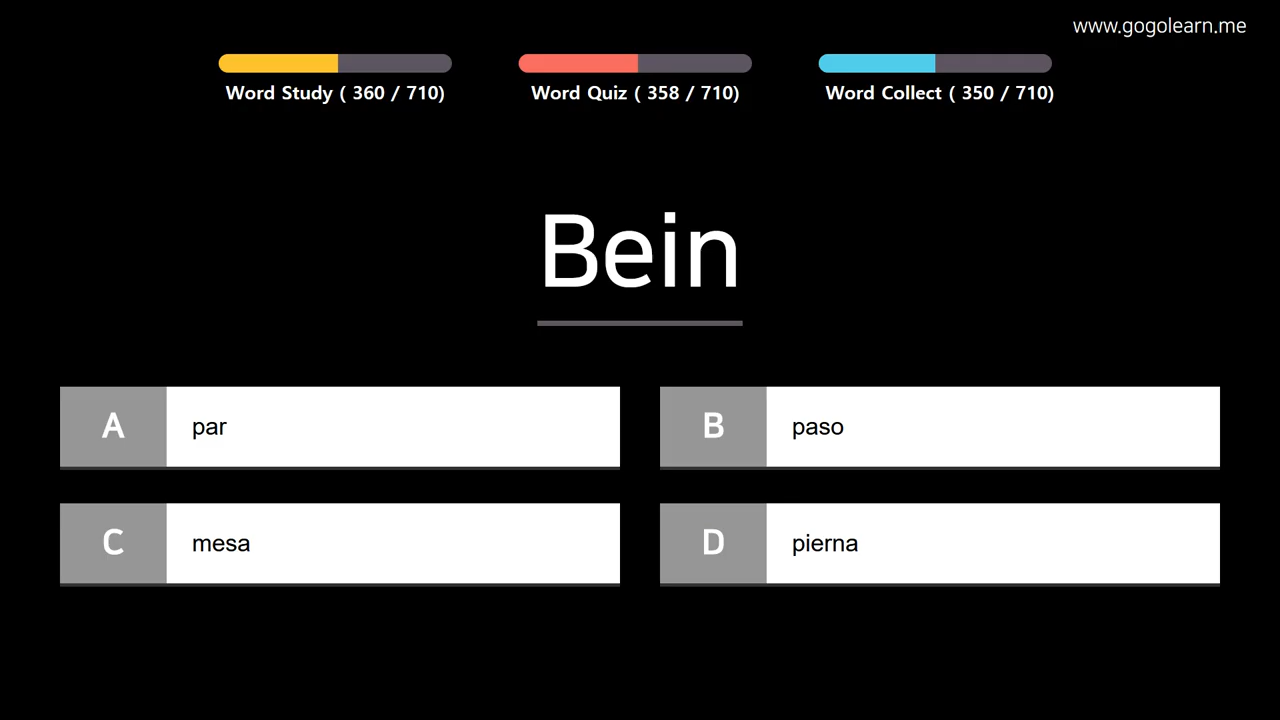 www.gogolearn.me
Word Study ( 360 / 710)
Word Quiz ( 358 / 710)
Word Collect ( 350 / 710)
Bein
A par
B paso
C mesa
D pierna